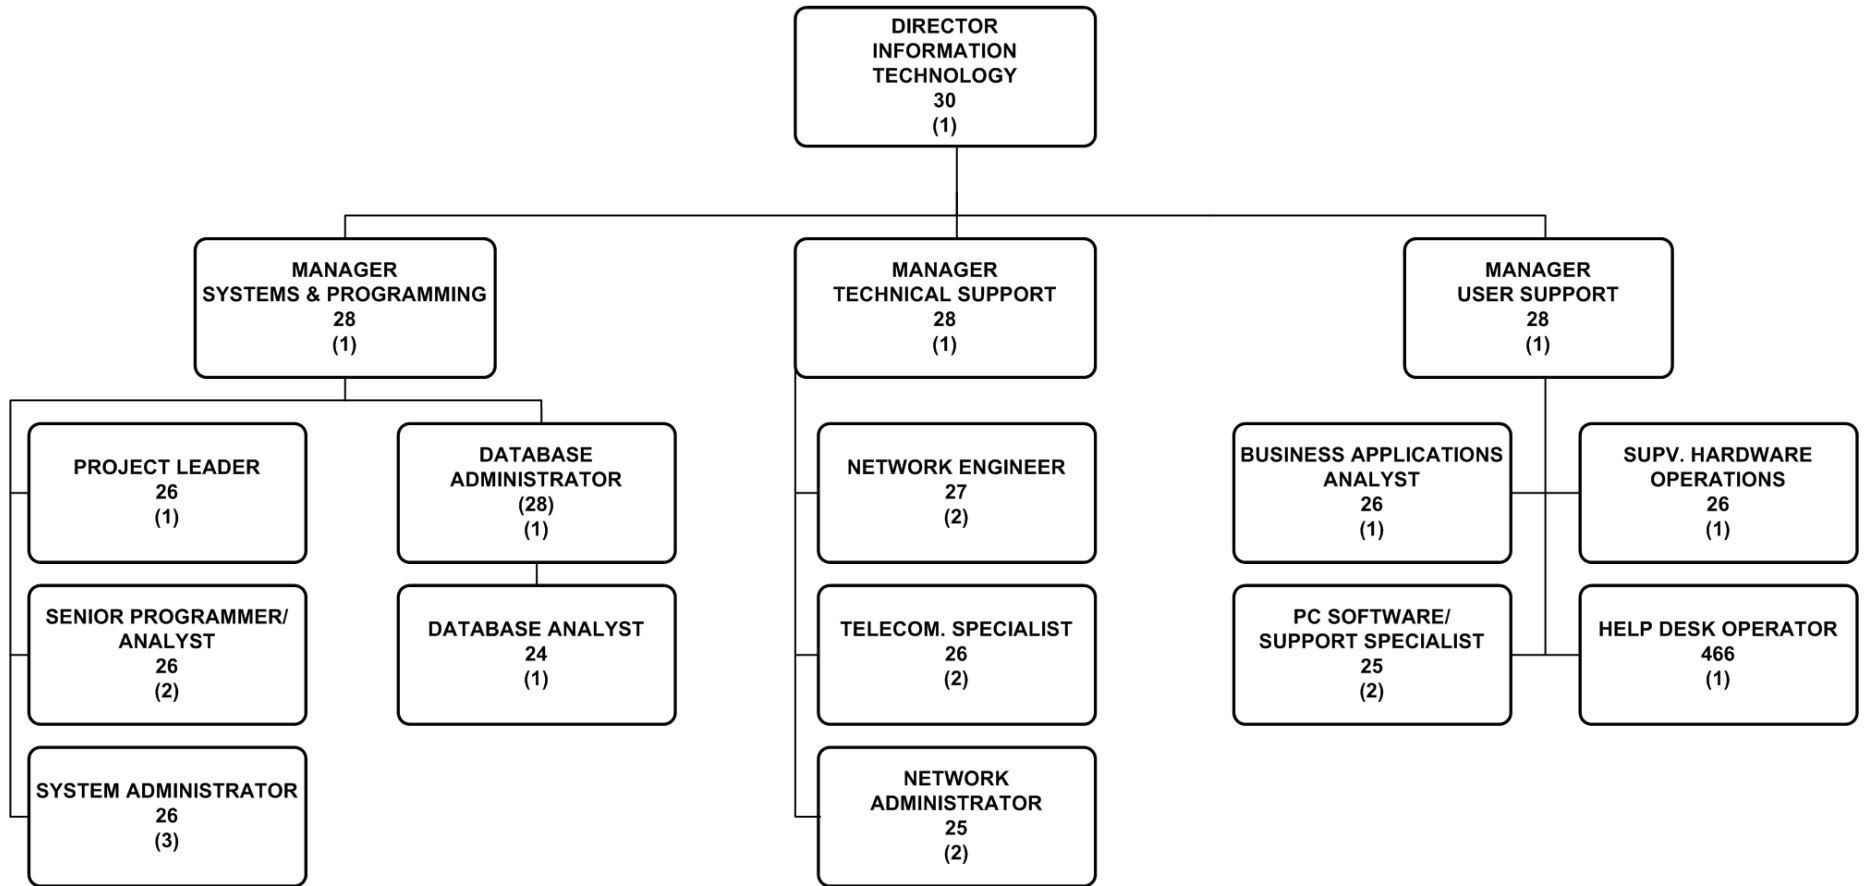 DIRECTOR
INFORMATION
TECHNOLOGY
30
(1)
MANAGER
SYSTEMS & PROGRAMMING
28
(1)
MANAGER
TECHNICAL SUPPORT
28
(1)
MANAGER
USER SUPPORT
28
(1)
PROJECT LEADER
26
(1)
DATABASE
ADMINISTRATOR
(28)
(1)
NETWORK ENGINEER
27
(2)
BUSINESS APPLICATIONS
ANALYST
26
(1)
SUPV. HARDWARE
OPERATIONS
26
(1)
SENIOR PROGRAMMER/
ANALYST
26
(2)
DATABASE ANALYST
24
(1)
TELECOM. SPECIALIST
26
(2)
PC SOFTWARE/
SUPPORT SPECIALIST
25
(2)
HELP DESK OPERATOR
466
(1)
SYSTEM ADMINISTRATOR
26
(3)
NETWORK
ADMINISTRATOR
25
(2)